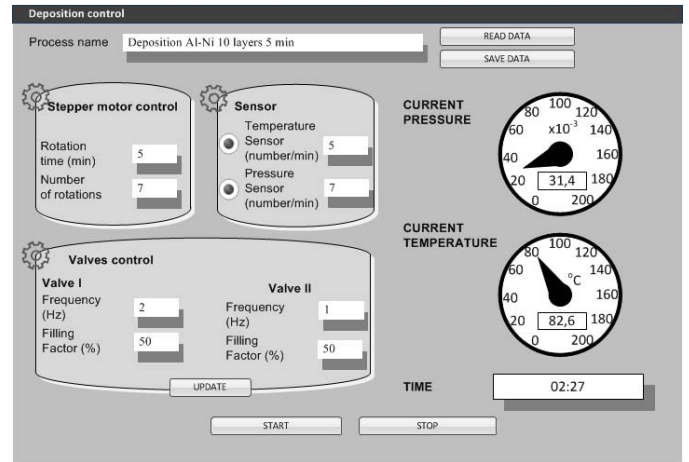 Deposition control
Process name
Deposition Al-Ni 10 layers 5 min
READ DATA
SAVE DATA
Stepper motor control
Rotation
time (min)
5
Number
of rotations
7
Sensor
Temperature
Sensor
(number/min)
5
Pressure
Sensor
(number/min)
7
CURRENT
PRESSURE
0
20
40
60
80
100
120
140
160
180
200
x10⁻³
31,4
Valves control
Valve I
Frequency
(Hz)
2
Filling
Factor (%)
50
Valve II
Frequency
(Hz)
1
Filling
Factor (%)
50
UPDATE
CURRENT
TEMPERATURE
0
20
40
60
80
100
120
140
160
180
200
°C
82,6
TIME
02:27
START
STOP